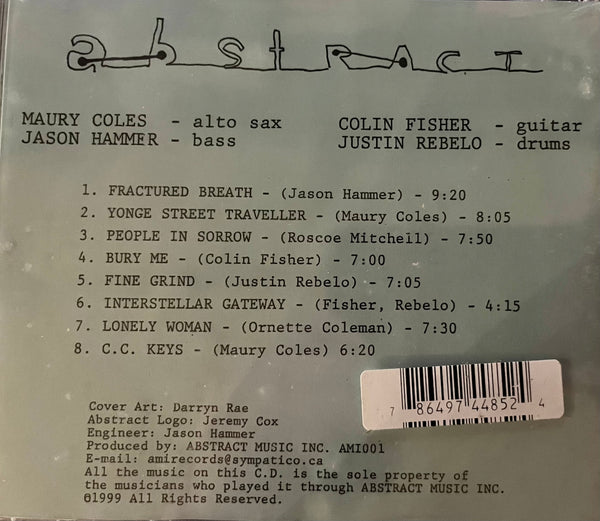 abstRACT
MAURY COLES - alto sax
JASON HAMMER - bass
COLIN FISHER - guitar
JUSTIN REBELO - drums
1. FRACTURED BREATH - (Jason Hammer) - 9:20
2. YONGE STREET TRAVELLER - (Maury Coles) - 8:05
3. PEOPLE IN SORROW - (Roscoe Mitchell) - 7:50
4. BURY ME - (Colin Fisher) - 7:00
5. FINE GRIND - (Justin Rebelo) - 7:05
6. INTERSTELLAR GATEWAY - (Fisher, Rebelo) - 4:15
7. LONELY WOMAN - (Ornette Coleman) - 7:30
8. C.C. KEYS - (Maury Coles) 6:20
7 86497 44852 4
Cover Art: Darryn Rae
Abstract Logo: Jeremy Cox
Engineer: Jason Hammer
Produced by: ABSTRACT MUSIC INC. AMI001
E-mail: amirecords@sympatico.ca
All the music on this C.D. is the sole property of
the musicians who played it through ABSTRACT MUSIC INC.
©1999 All Rights Reserved.